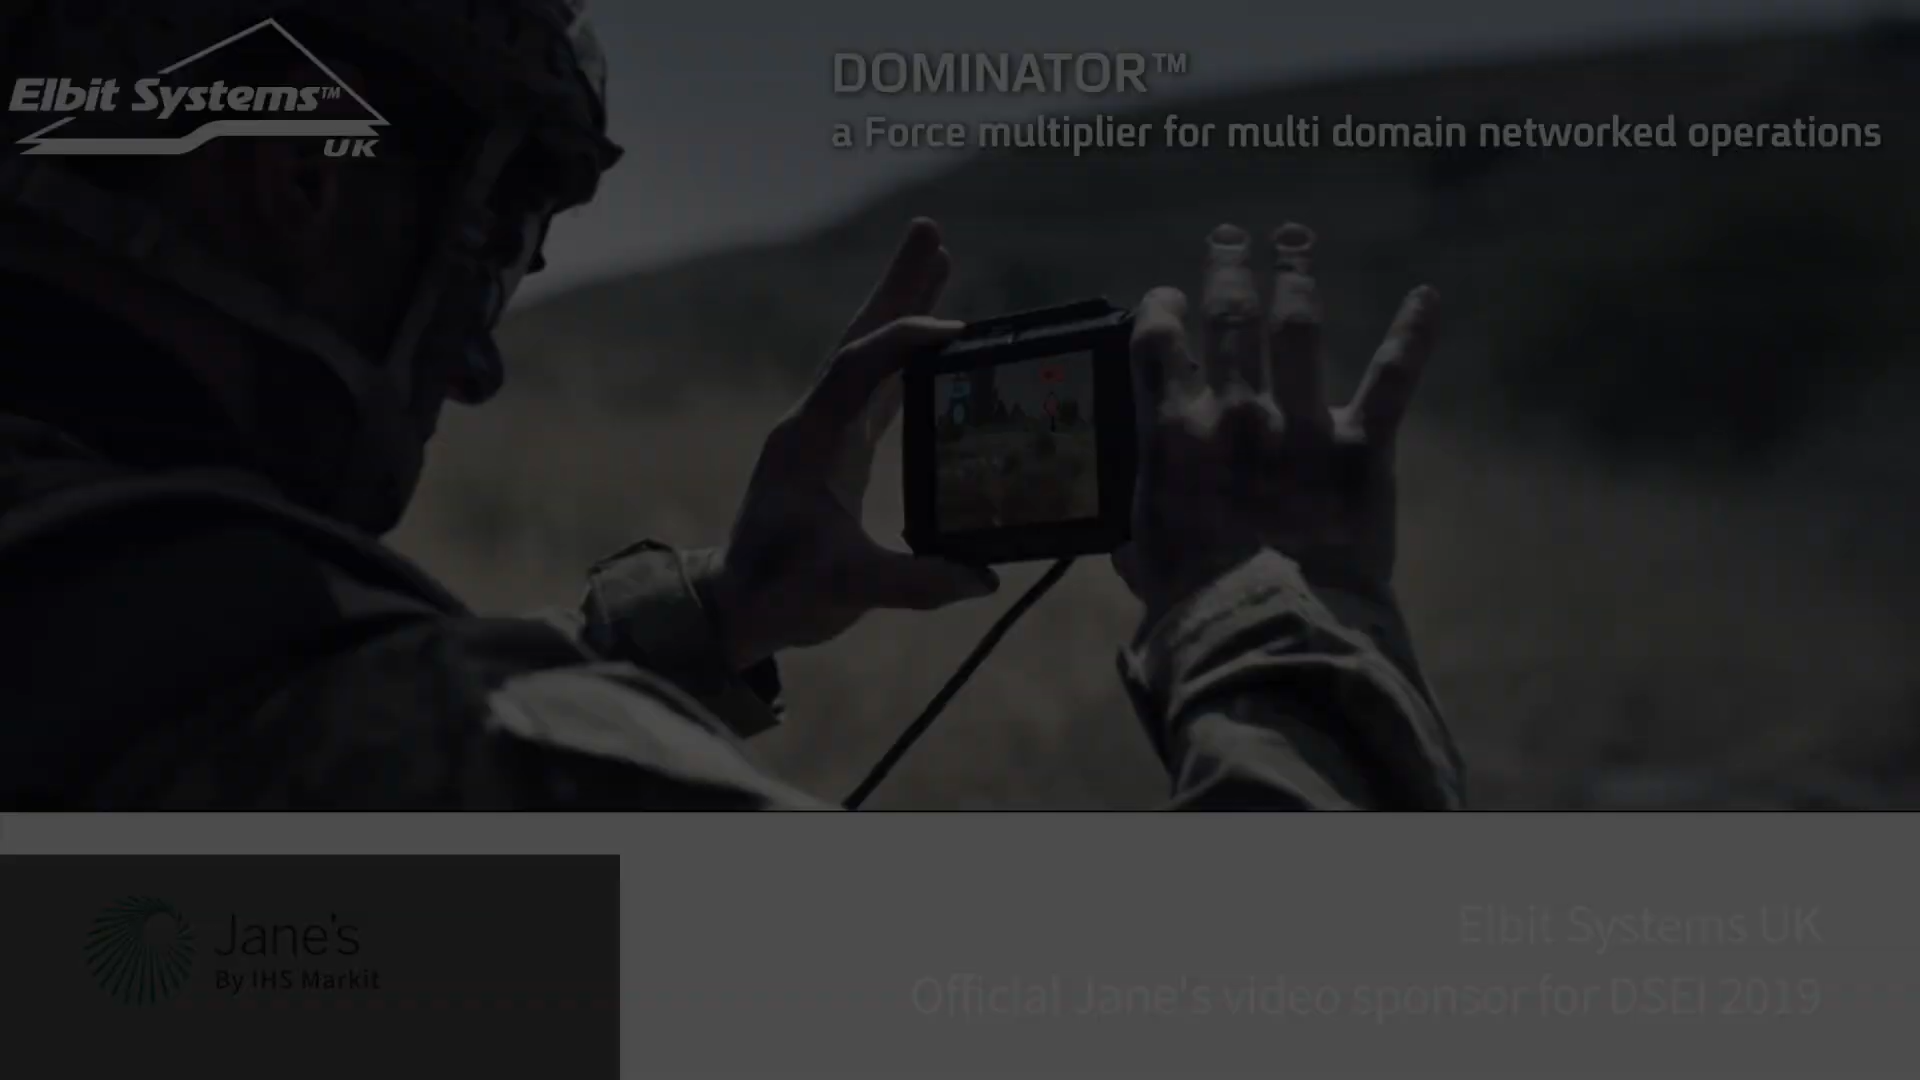 Elbit Systems™
UK
DOMINATOR™
a Force multiplier for multi domain networked operations
Jane's
By IHS Markit
Elbit Systems UK
Official Jane's video sponsor for DSEI 2019